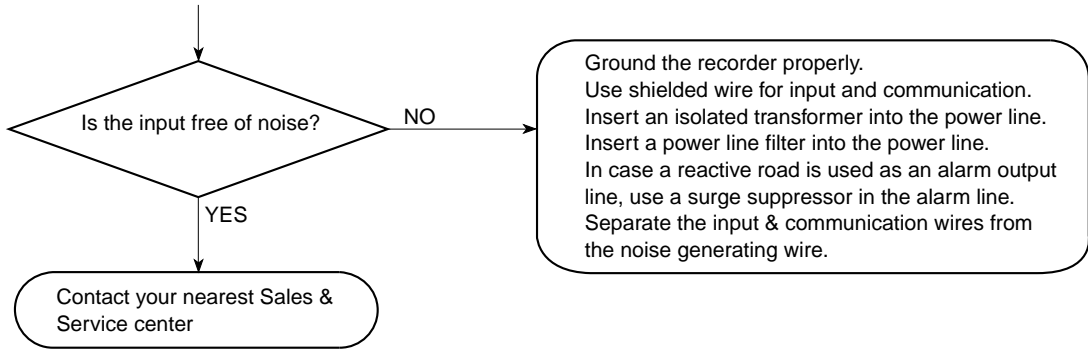 Is the input free of noise?
NO
Ground the recorder properly.
Use shielded wire for input and communication.
Insert an isolated transformer into the power line.
Insert a power line filter into the power line.
In case a reactive road is used as an alarm output
line, use a surge suppressor in the alarm line.
Separate the input & communication wires from
the noise generating wire.
YES
Contact your nearest Sales &
Service center